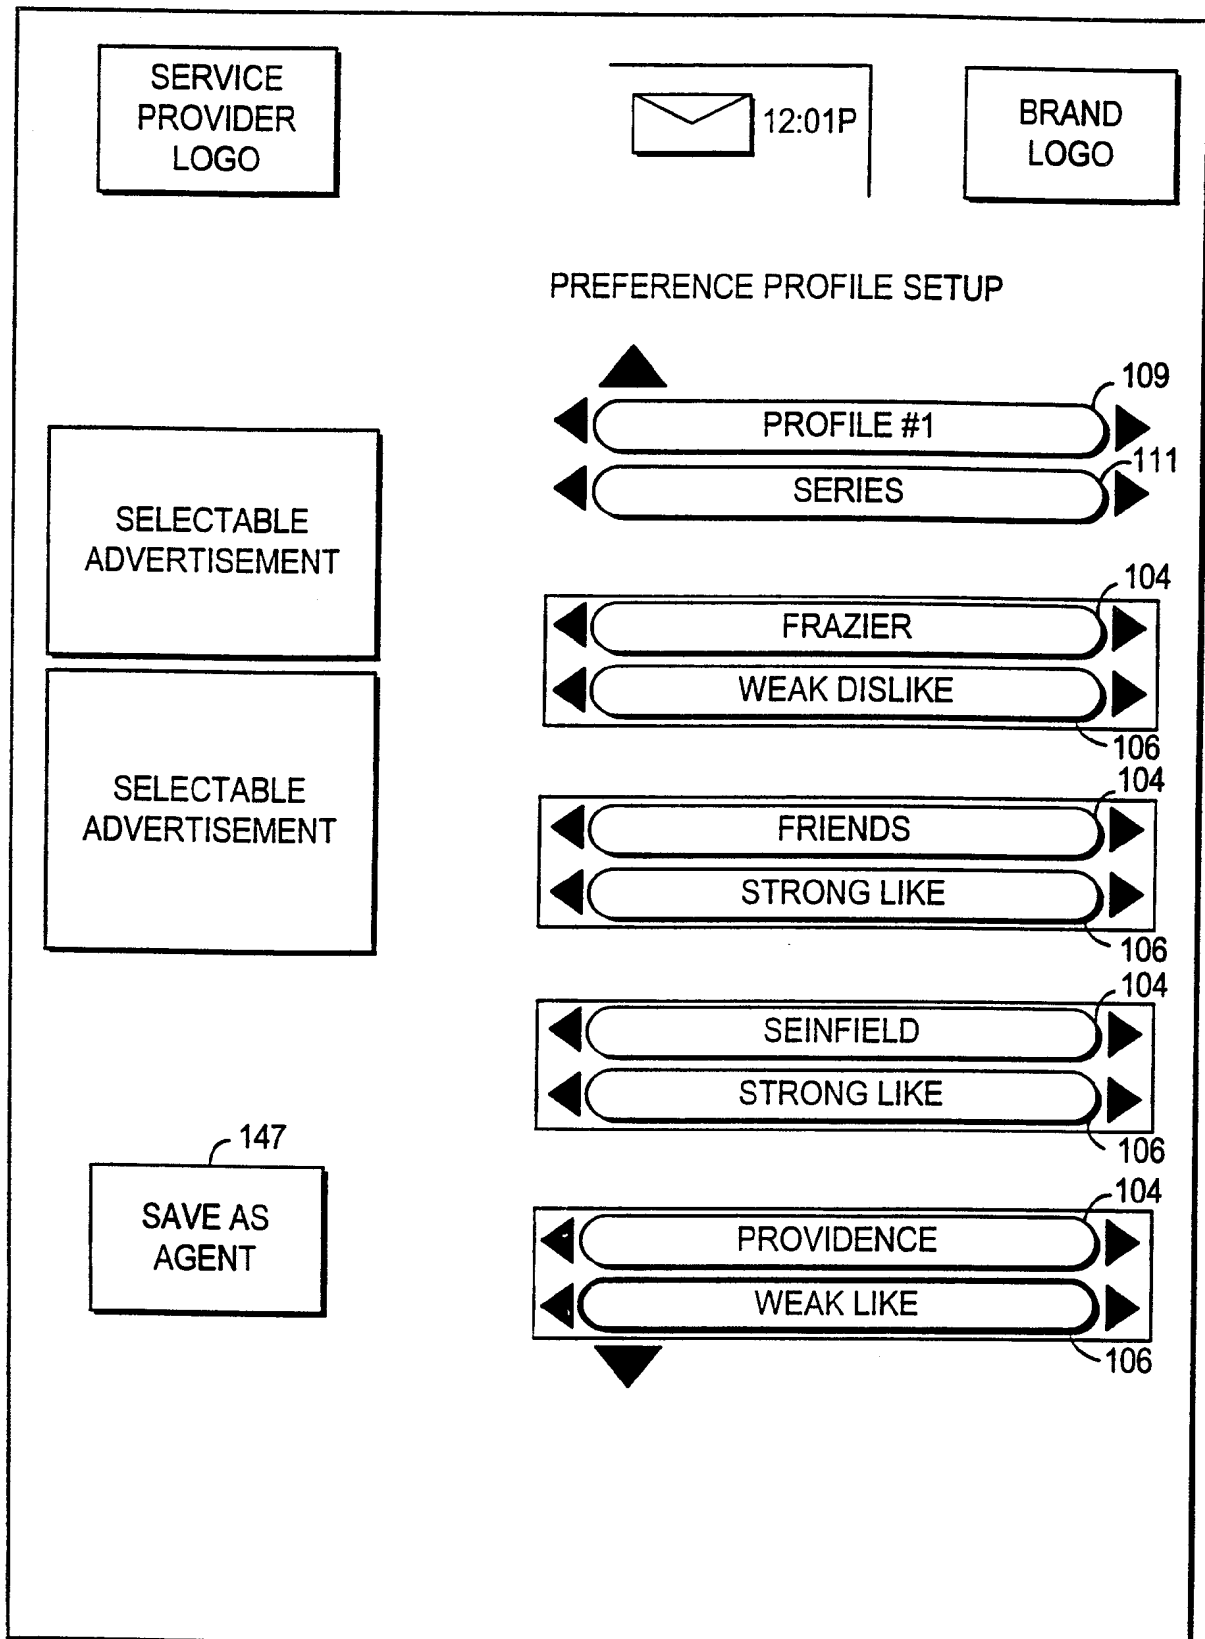 SERVICE
PROVIDER
LOGO
12:01P
BRAND
LOGO
PREFERENCE PROFILE SETUP
109
PROFILE #1
111
SERIES
SELECTABLE
ADVERTISEMENT
104
FRAZIER
WEAK DISLIKE
106
SELECTABLE
ADVERTISEMENT
104
FRIENDS
STRONG LIKE
106
104
SEINFIELD
STRONG LIKE
106
147
SAVE AS
AGENT
104
PROVIDENCE
WEAK LIKE
106